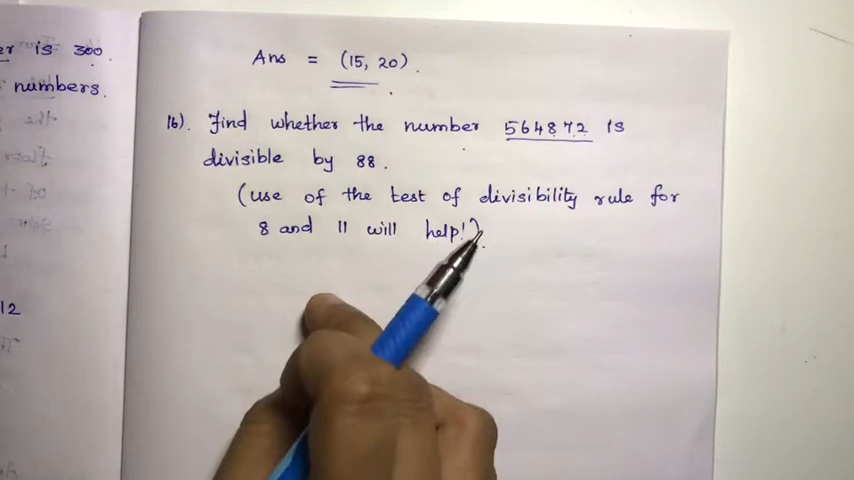 er is 300
numbers.
12
Ans = (15, 20).
16). Find whether the number 564872 is
divisible by 88.
(use of the test of divisibility rule for
8 and 11 will help!)